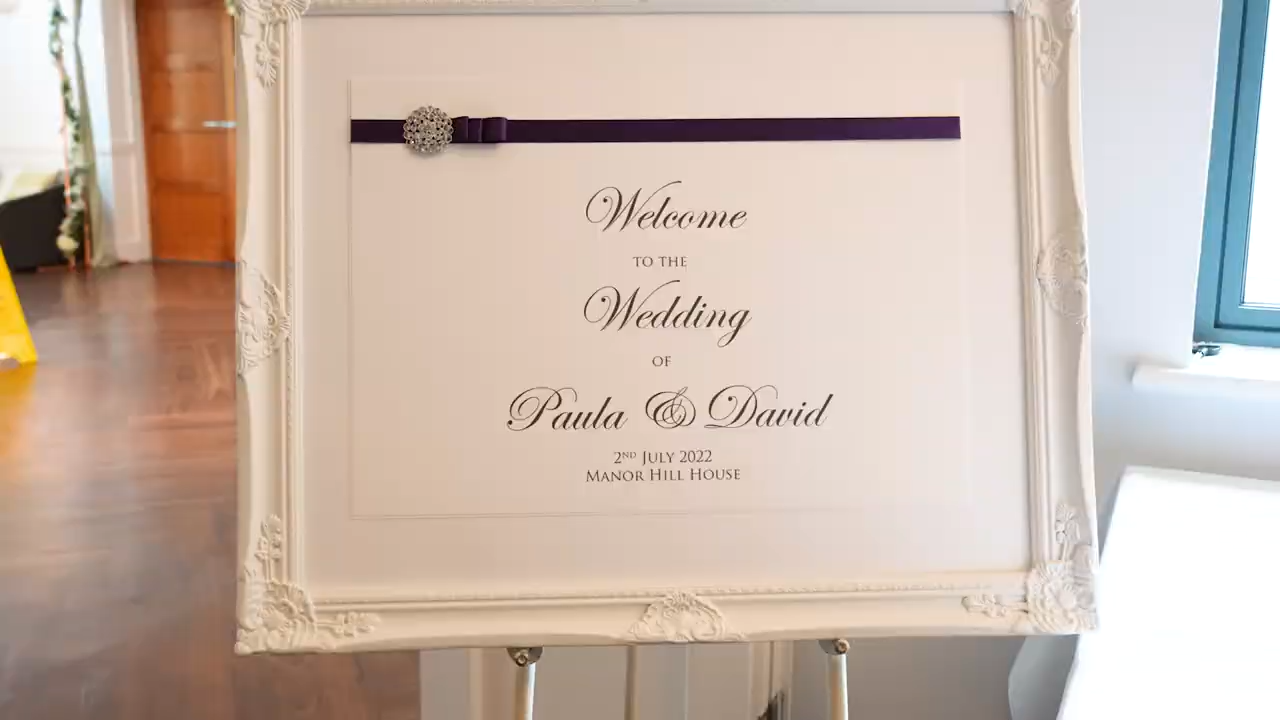 Welcome
TO THE
Wedding
OF
Paula & David
2ND JULY 2022
MANOR HILL HOUSE